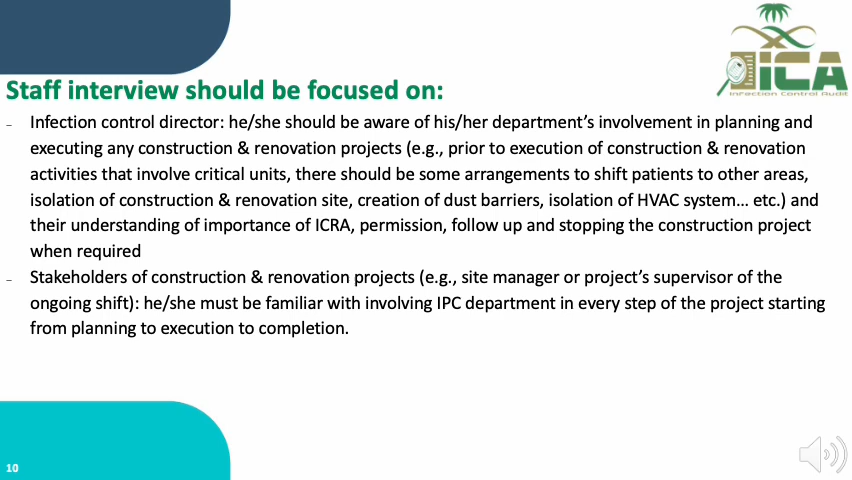 iCA
Infection Control Audit
Staff interview should be focused on:
– Infection control director: he/she should be aware of his/her department’s involvement in planning and
executing any construction & renovation projects (e.g., prior to execution of construction & renovation
activities that involve critical units, there should be some arrangements to shift patients to other areas,
isolation of construction & renovation site, creation of dust barriers, isolation of HVAC system… etc.) and
their understanding of importance of ICRA, permission, follow up and stopping the construction project
when required
– Stakeholders of construction & renovation projects (e.g., site manager or project’s supervisor of the
ongoing shift): he/she must be familiar with involving IPC department in every step of the project starting
from planning to execution to completion.
10